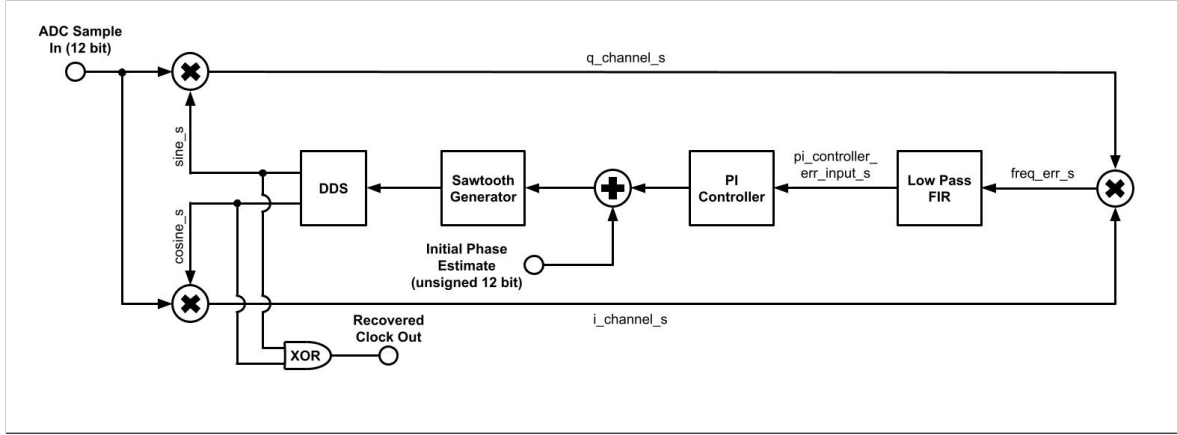 ADC Sample
In (12 bit)
q_channel_s
sine_s
DDS
Sawtooth
Generator
PI
Controller
pi_controller_
err_input_s
Low Pass
FIR
freq_err_s
cosine_s
Initial Phase
Estimate
(unsigned 12 bit)
i_channel_s
Recovered
Clock Out
XOR